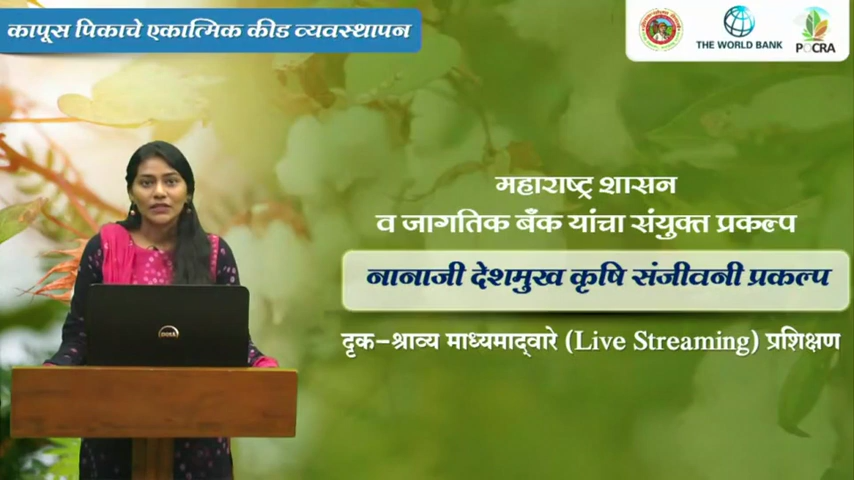 कापूस पिकाचे एकात्मिक कीड व्यवस्थापन
THE WORLD BANK
PoCRA
महाराष्ट्र शासन
व जागतिक बँक यांचा संयुक्त प्रकल्प
नानाजी देशमुख कृषि संजीवनी प्रकल्प
दृक-श्राव्य माध्यमाद्वारे (Live Streaming) प्रशिक्षण
DELL